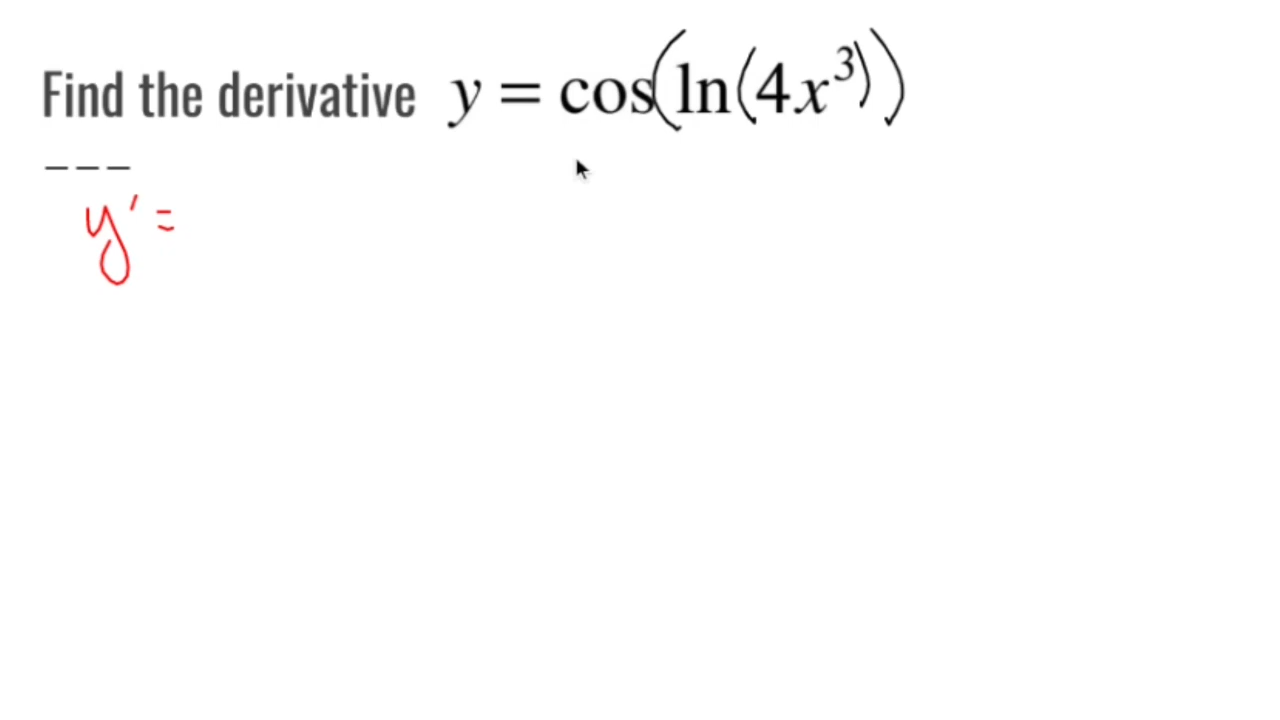 Find the derivative y = cos(ln(4x³))
---
y' =